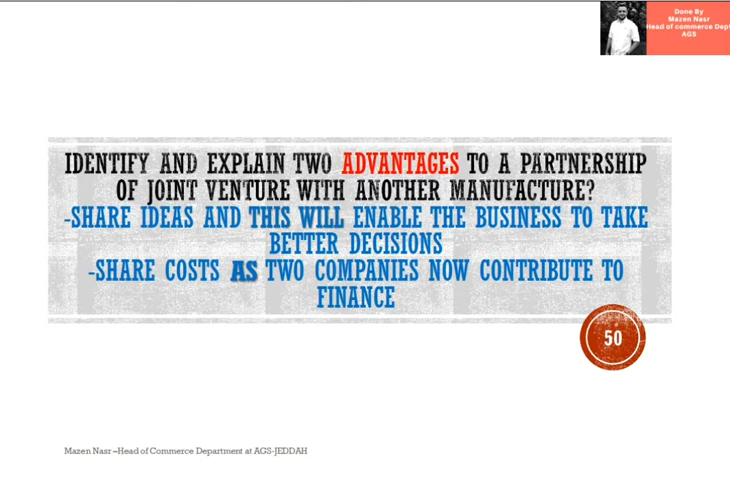 Done By
Mazen Nasr
Head of commerce Dept
AGS
IDENTIFY AND EXPLAIN TWO ADVANTAGES TO A PARTNERSHIP
OF JOINT VENTURE WITH ANOTHER MANUFACTURE?
-SHARE IDEAS AND THIS WILL ENABLE THE BUSINESS TO TAKE
BETTER DECISIONS
-SHARE COSTS AS TWO COMPANIES NOW CONTRIBUTE TO
FINANCE
50
Mazen Nasr –Head of Commerce Department at AGS-JEDDAH